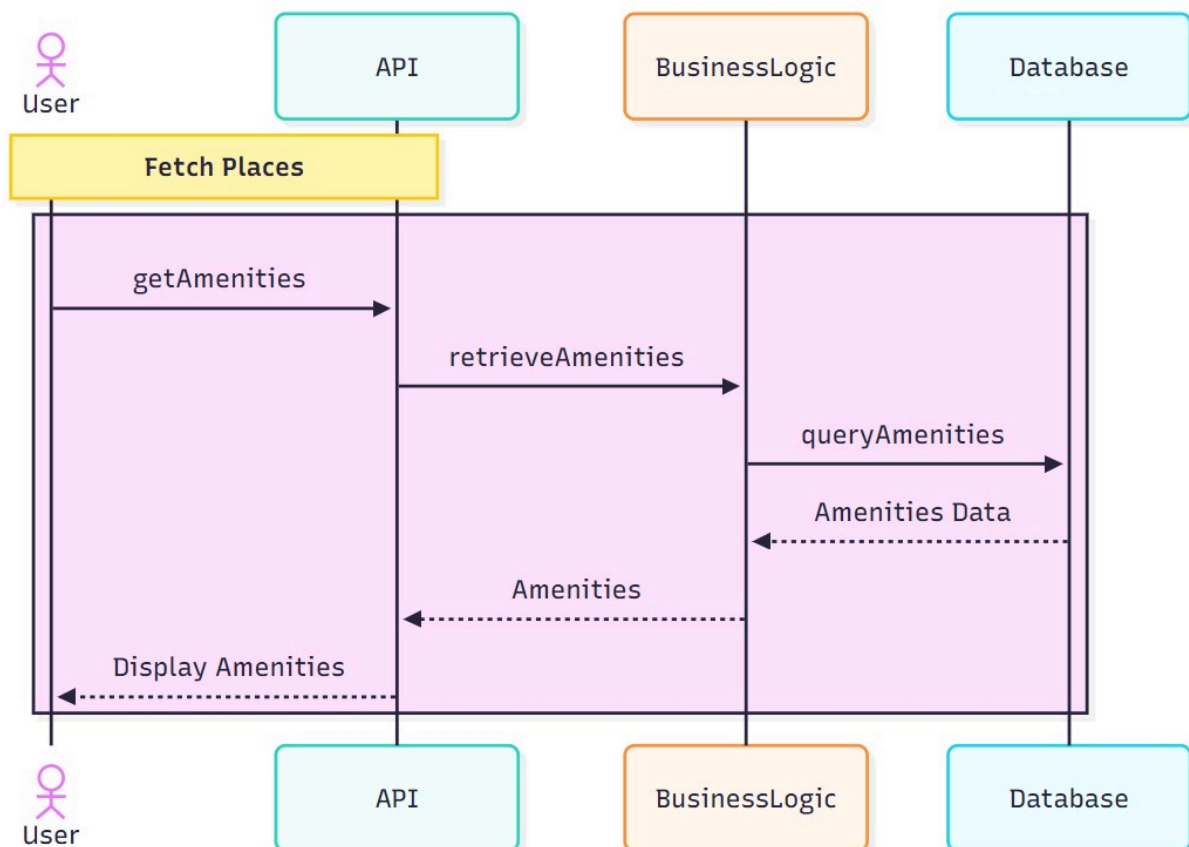 API
BusinessLogic
Database
User
Fetch Places
getAmenities
retrieveAmenities
queryAmenities
Amenities Data
Amenities
Display Amenities
API
BusinessLogic
Database
User